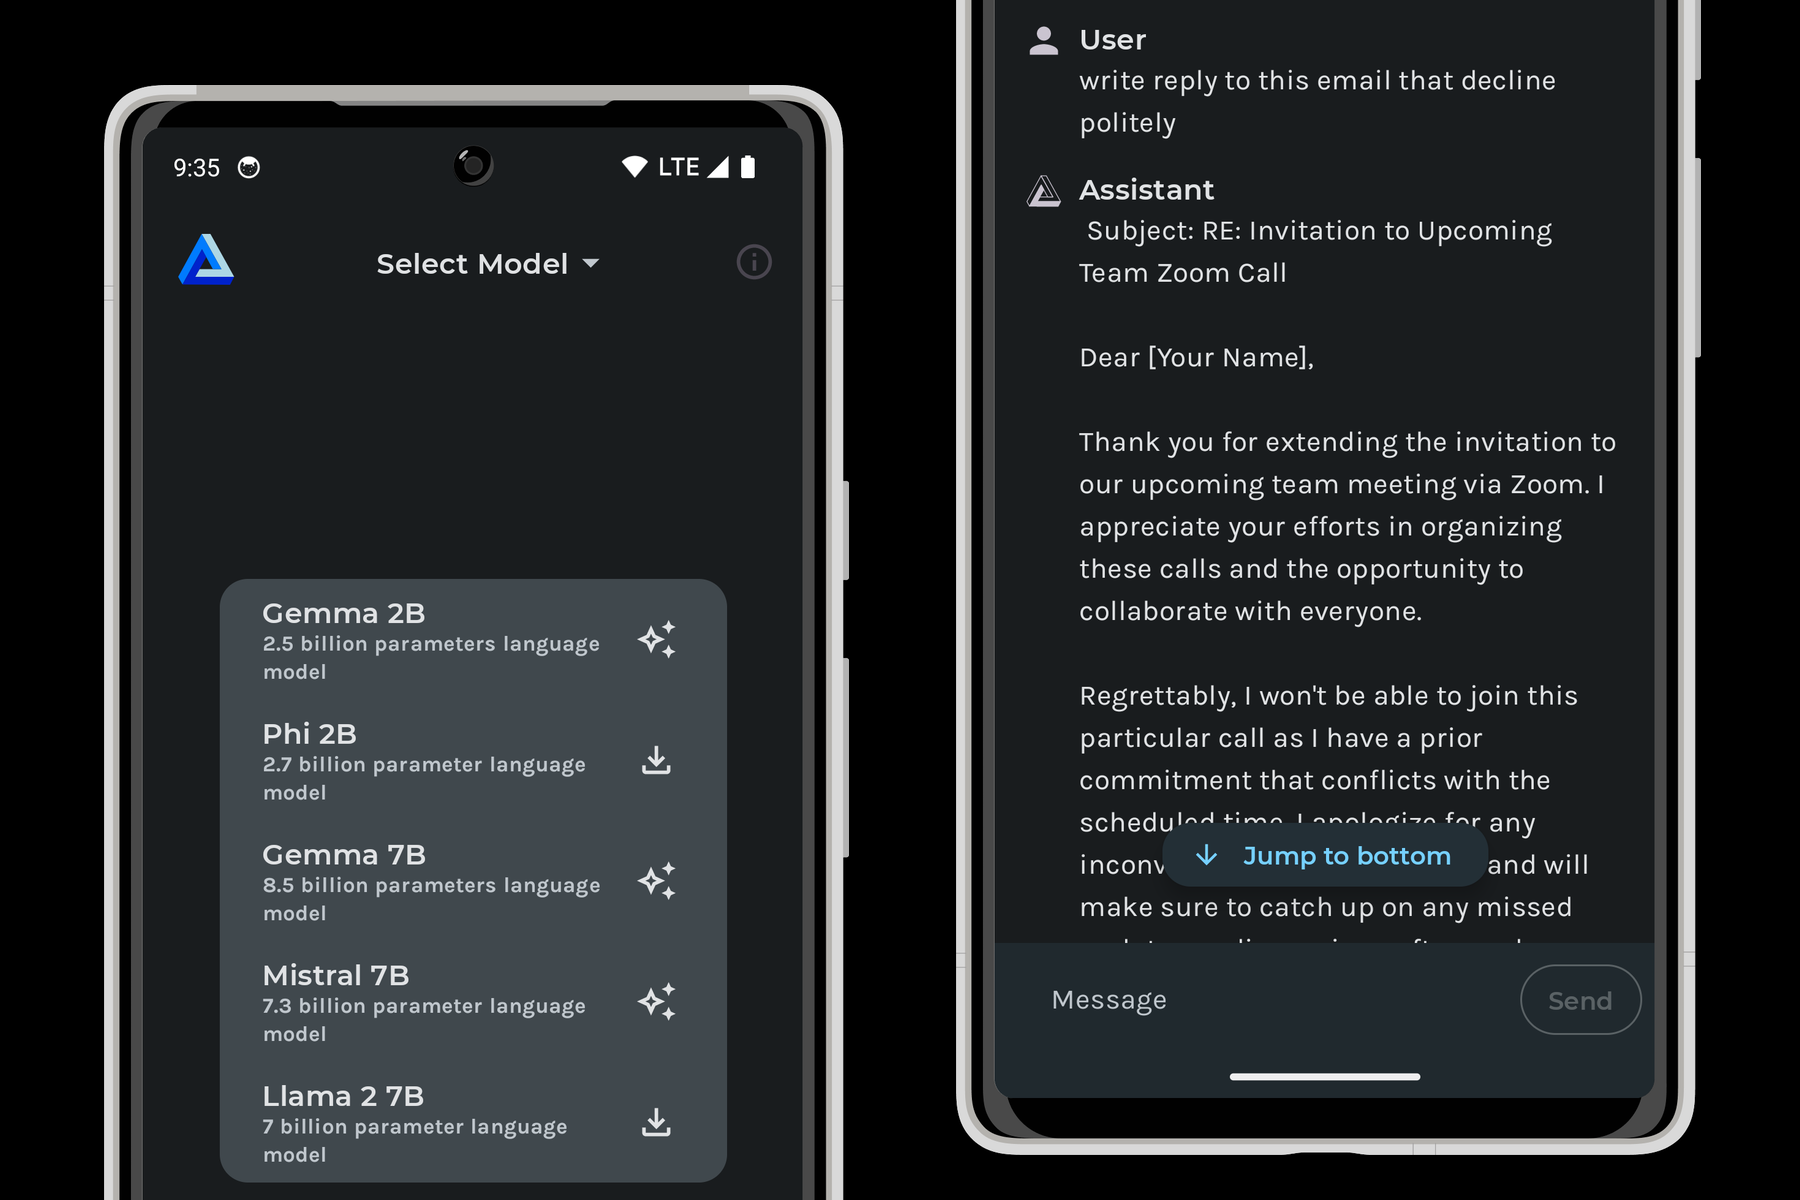 9:35
LTE
Select Model
Gemma 2B
2.5 billion parameters language
model
Phi 2B
2.7 billion parameter language
model
Gemma 7B
8.5 billion parameters language
model
Mistral 7B
7.3 billion parameter language
model
Llama 2 7B
7 billion parameter language
model
User
write reply to this email that decline
politely
Assistant
Subject: RE: Invitation to Upcoming
Team Zoom Call
Dear [Your Name],
Thank you for extending the invitation to
our upcoming team meeting via Zoom. I
appreciate your efforts in organizing
these calls and the opportunity to
collaborate with everyone.
Regrettably, I won't be able to join this
particular call as I have a prior
commitment that conflicts with the
scheduled time. I apologize for any
inconv and will
Jump to bottom
make sure to catch up on any missed
Message
Send